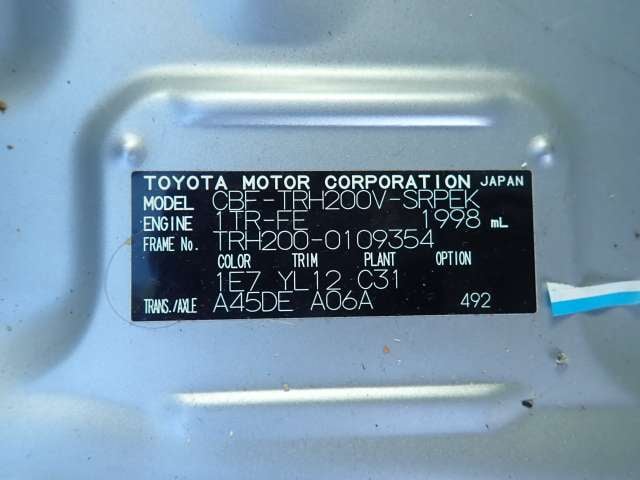 TOYOTA MOTOR CORPORATION JAPAN
MODEL CBF-TRH200V-SRPEK
ENGINE 1TR-FE 1998 mL
FRAME No. TRH200-0109354
COLOR TRIM PLANT OPTION
1E7 YL12 C31
TRANS./AXLE A45DE A06A 492